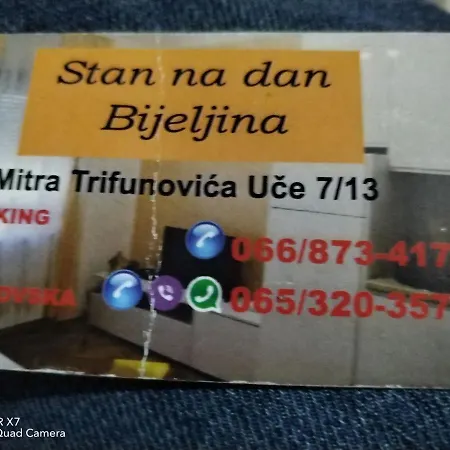 Stan na dan
Bijeljina
Mitra Trifunovića Uče 7/13
KING
066/873-417
OVSKA
065/320-357
R X7
Quad Camera